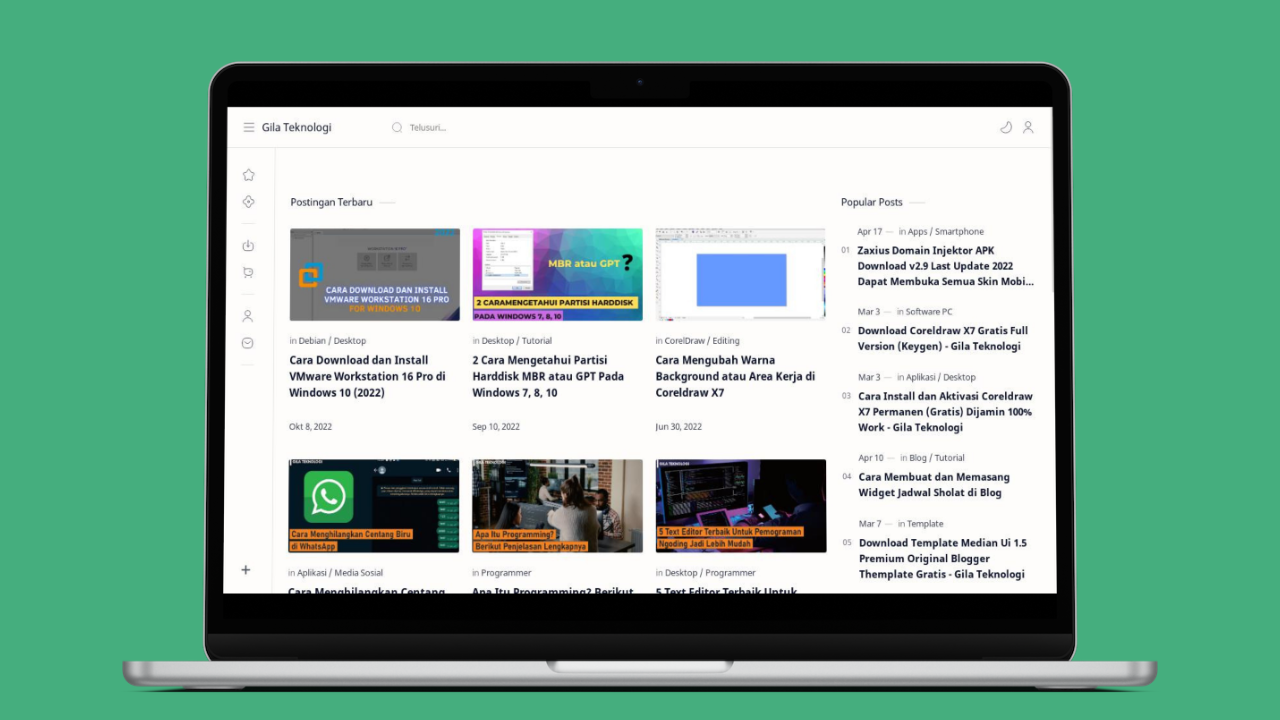 Gila Teknologi
Telusuri...
Postingan Terbaru
CARA DOWNLOAD DAN INSTALL
VMWARE WORKSTATION 16 PRO
FOR WINDOWS 10
in Debian / Desktop
Cara Download dan Install
VMware Workstation 16 Pro di
Windows 10 (2022)
Okt 8, 2022
MBR atau GPT ?
2 CARAMENGETAHUI PARTISI HARDDISK
PADA WINDOWS 7, 8, 10
in Desktop / Tutorial
2 Cara Mengetahui Partisi
Harddisk MBR atau GPT Pada
Windows 7, 8, 10
Sep 10, 2022
in CorelDraw / Editing
Cara Mengubah Warna
Background atau Area Kerja di
Coreldraw X7
Jun 30, 2022
GILA TEKNOLOGI
Cara Menghilangkan Centang Biru
di WhatsApp
in Aplikasi / Media Sosial
Cara Menghilangkan Centang
GILA TEKNOLOGI
Apa Itu Programming?
Berikut Penjelasan Lengkapnya
in Programmer
Apa Itu Programming? Berikut
GILA TEKNOLOGI
5 Text Editor Terbaik Untuk Pemograman
Ngoding Jadi Lebih Mudah
in Desktop / Programmer
5 Text Editor Terbaik Untuk
Popular Posts
Apr 17 — in Apps / Smartphone
01 Zaxius Domain Injektor APK
Download v2.9 Last Update 2022
Dapat Membuka Semua Skin Mobi...
Mar 3 — in Software PC
02 Download Coreldraw X7 Gratis Full
Version (Keygen) - Gila Teknologi
Mar 3 — in Aplikasi / Desktop
03 Cara Install dan Aktivasi Coreldraw
X7 Permanen (Gratis) Dijamin 100%
Work - Gila Teknologi
Apr 10 — in Blog / Tutorial
04 Cara Membuat dan Memasang
Widget Jadwal Sholat di Blog
Mar 7 — in Template
05 Download Template Median Ui 1.5
Premium Original Blogger
Themplate Gratis - Gila Teknologi